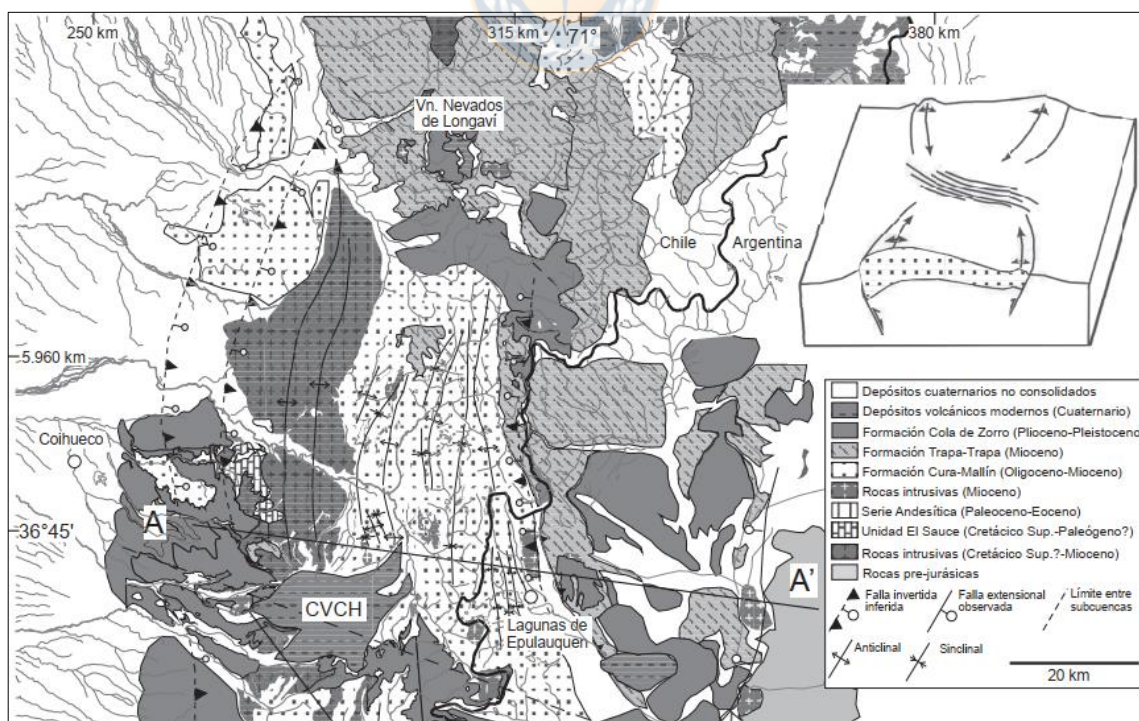 250 km
315 km
71°
380 km
Vn. Nevados
de Longaví
Chile
Argentina
5.960 km
Coihueco
A
36°45'
A'
CVCH
Lagunas de
Epulauquen
Depósitos cuaternarios no consolidados
Depósitos volcánicos modernos (Cuaternario)
Formación Cola de Zorro (Plioceno-Pleistoceno
Formación Trapa-Trapa (Mioceno)
Formación Cura-Mallín (Oligoceno-Mioceno)
Rocas intrusivas (Mioceno)
Serie Andesítica (Paleoceno-Eoceno)
Unidad El Sauce (Cretácico Sup.-Paleógeno?)
Rocas intrusivas (Cretácico Sup.?-Mioceno)
Rocas pre-jurásicas
Falla invertida
inferida
Falla extensional
observada
Límite entre
subcuencas
Anticlinal
Sinclinal
20 km